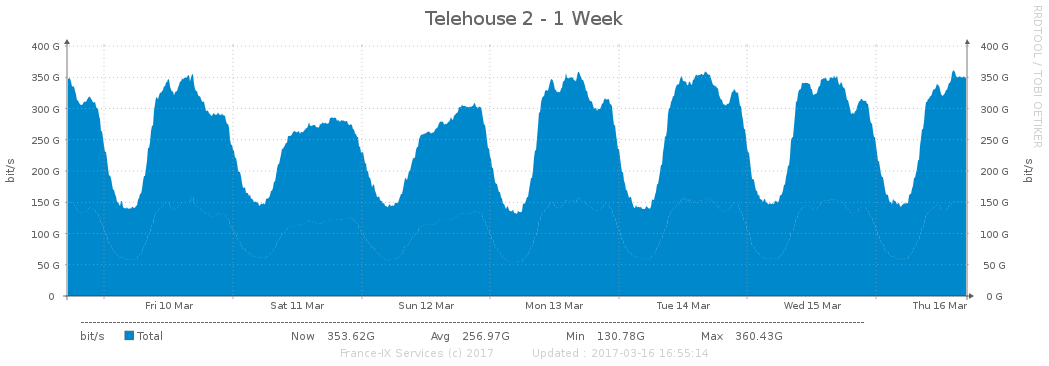 Telehouse 2 - 1 Week
RRDTOOL / TOBI OETIKER
400 G 400 G
350 G 350 G
300 G 300 G
250 G 250 G
200 G 200 G
150 G 150 G
100 G 100 G
50 G 50 G
0 0 G
bit/s bit/s
Fri 10 Mar Sat 11 Mar Sun 12 Mar Mon 13 Mar Tue 14 Mar Wed 15 Mar Thu 16 Mar
bit/s Total Now 353.62G Avg 256.97G Min 130.78G Max 360.43G
France-IX Services (c) 2017 Updated : 2017-03-16 16:55:14